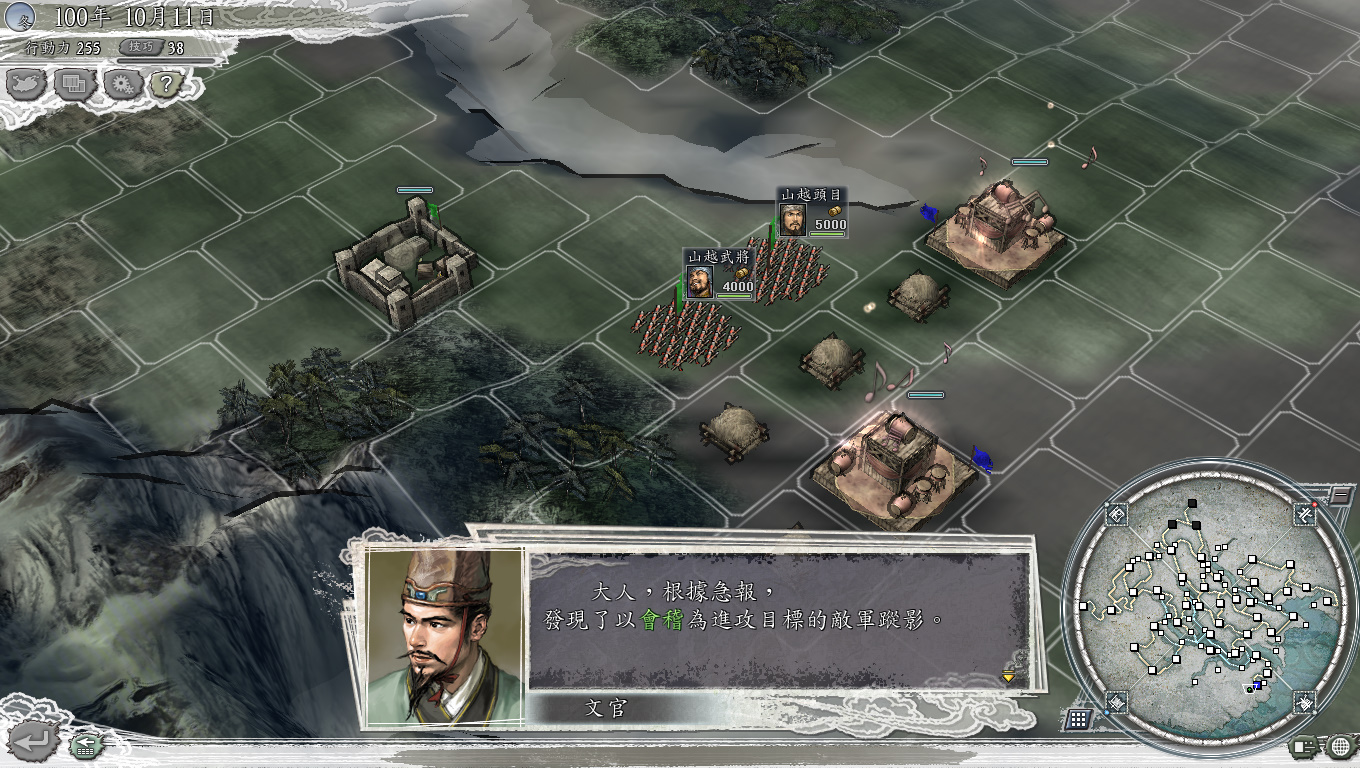 冬 100年 10月11日
行動力 255 技巧 38
?
山越頭目
5000
山越武將
4000
大人，根據急報，
發現了以會稽為進攻目標的敵軍蹤影。
文官